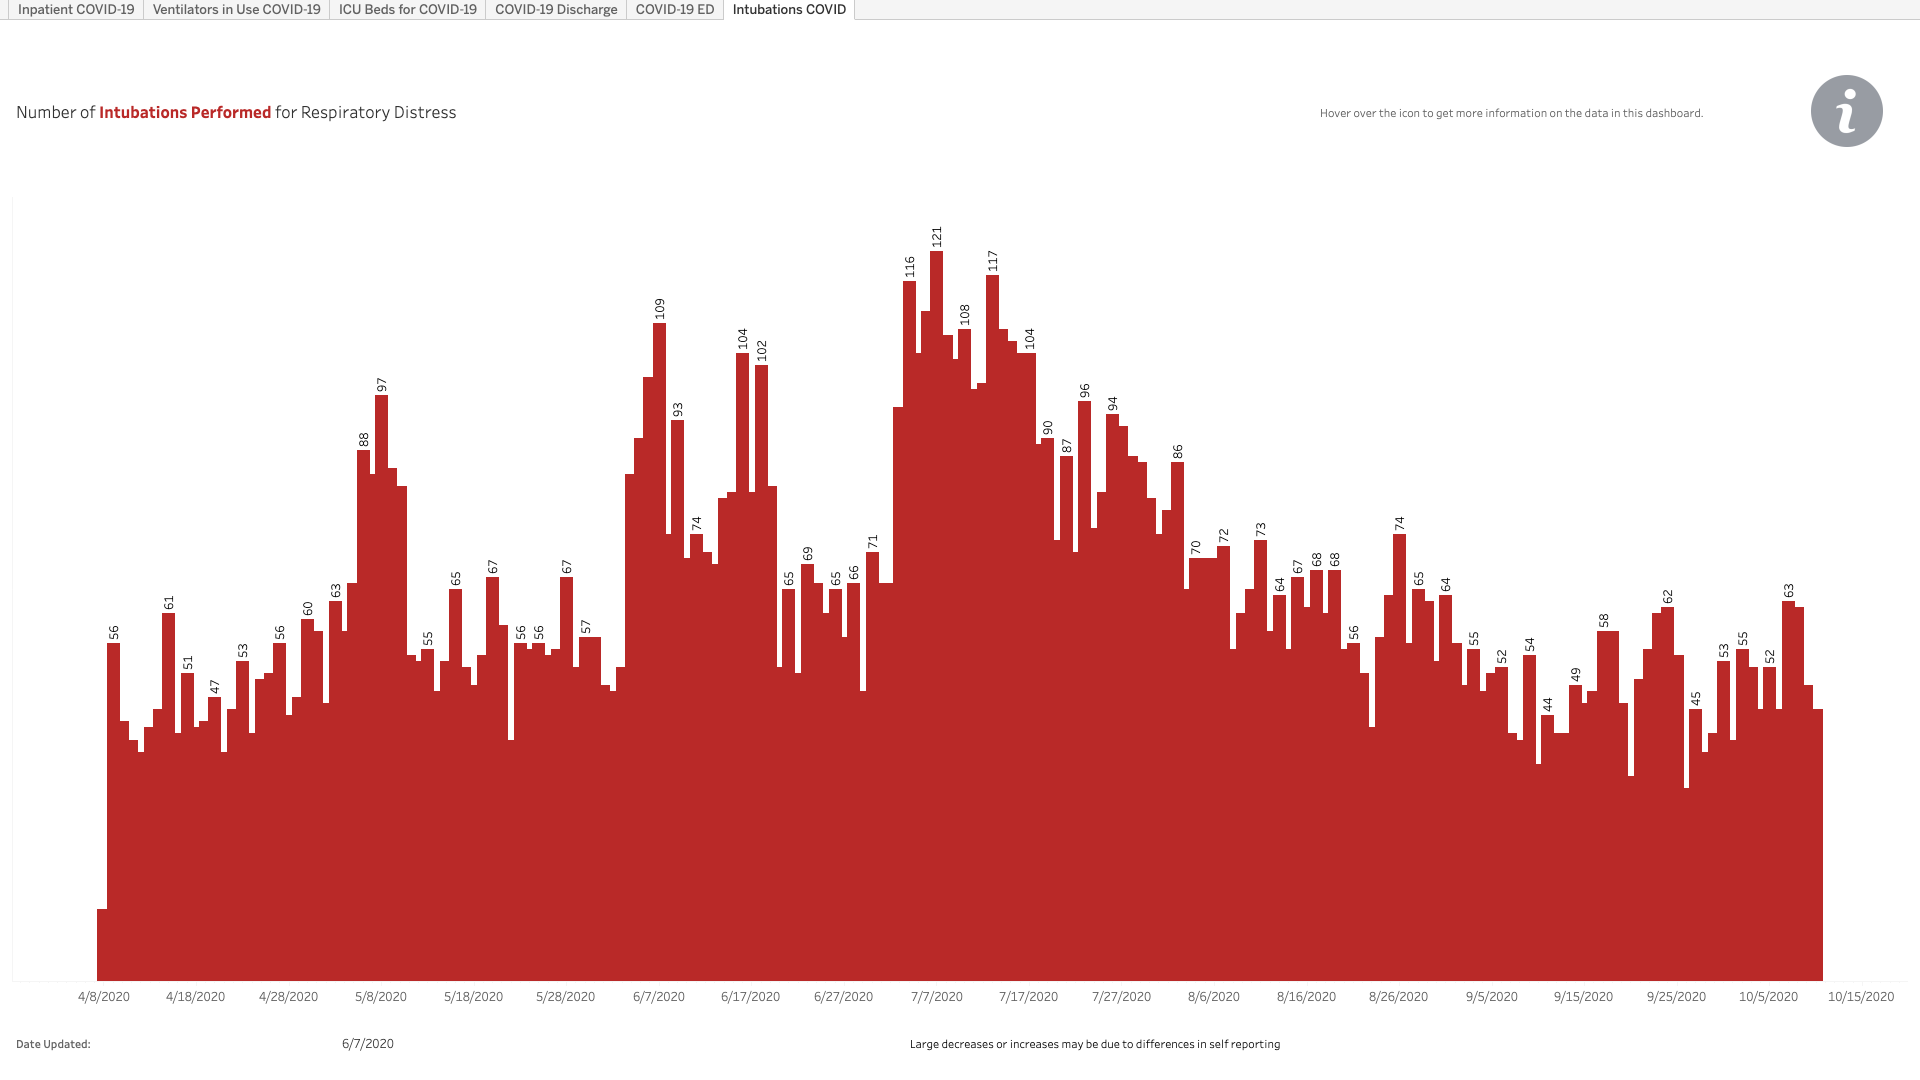 Inpatient COVID-19 Ventilators in Use COVID-19 ICU Beds for COVID-19 COVID-19 Discharge COVID-19 ED Intubations COVID
Number of Intubations Performed for Respiratory Distress
Hover over the icon to get more information on the data in this dashboard.
i
56 61 51 47 53 56 60 63 88 97 55 65 67 56 56 67 57 109 93 74 104 102 65 69 65 66 71 116 121 108 117 104 90 87 96 94 86 70 72 73 64 67 68 68 56 74 65 64 55 52 54 44 49 58 62 45 53 55 52 63
4/8/2020 4/18/2020 4/28/2020 5/8/2020 5/18/2020 5/28/2020 6/7/2020 6/17/2020 6/27/2020 7/7/2020 7/17/2020 7/27/2020 8/6/2020 8/16/2020 8/26/2020 9/5/2020 9/15/2020 9/25/2020 10/5/2020 10/15/2020
Date Updated: 6/7/2020
Large decreases or increases may be due to differences in self reporting